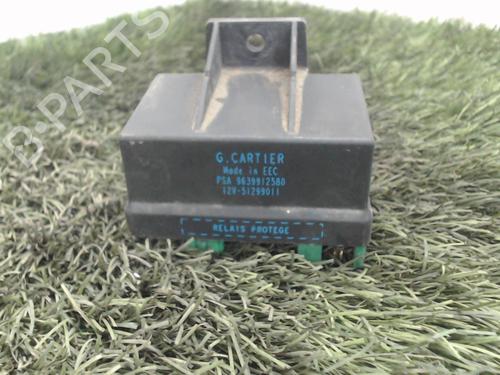 G.CARTIER
Made in EEC
PSA 9639912580
12V-51299011
RELAIS PROTEGE
B-PARTS